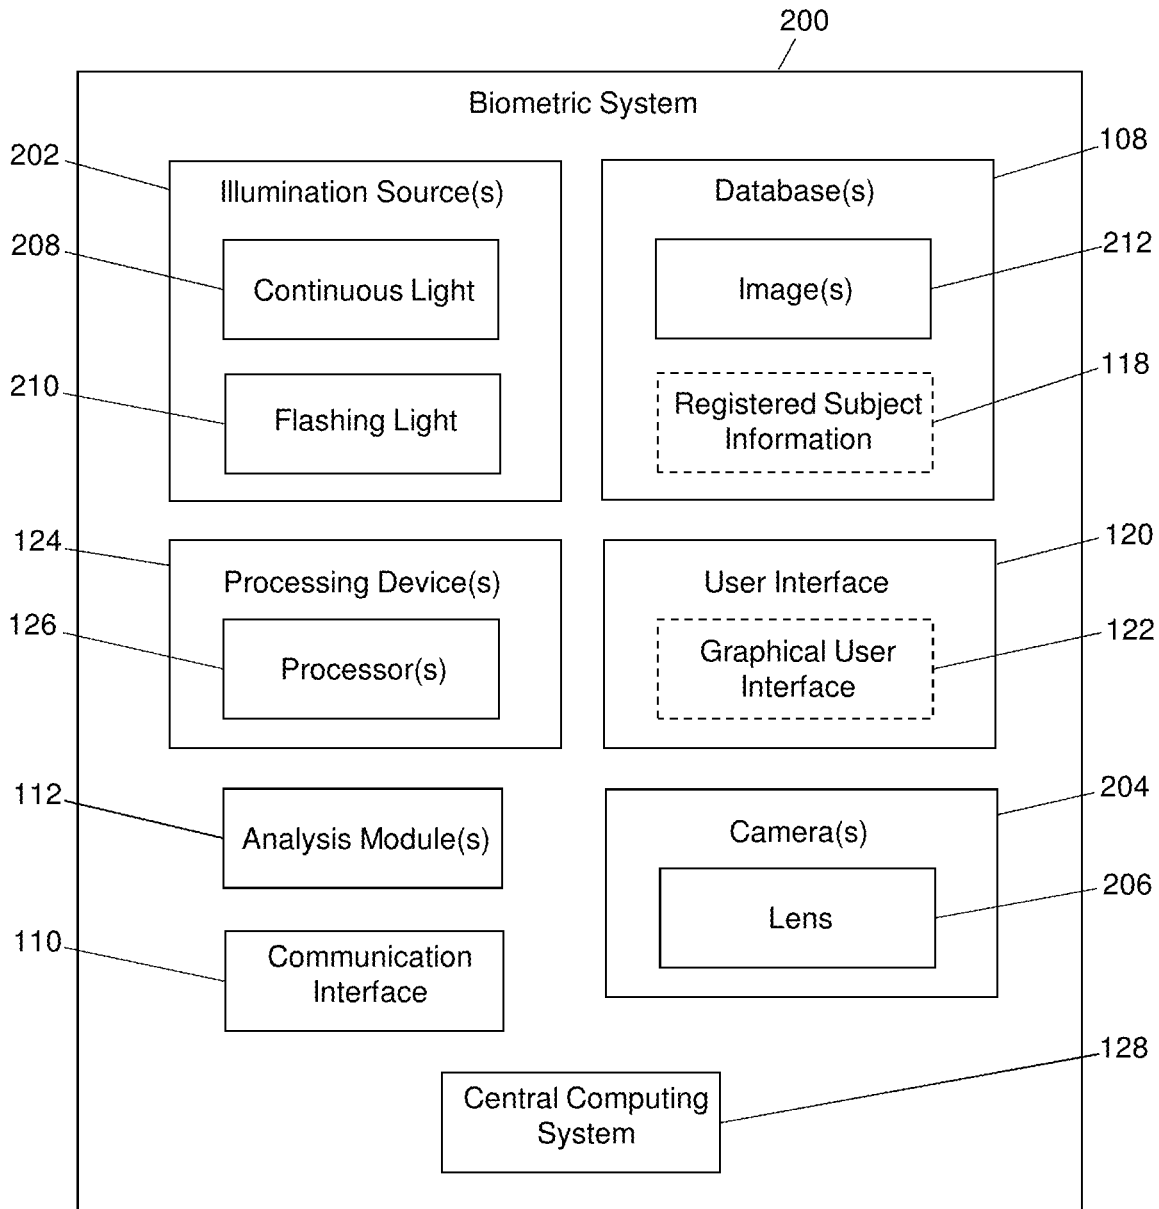 200
Biometric System
202
Illumination Source(s)
208
Continuous Light
210
Flashing Light
108
Database(s)
212
Image(s)
118
Registered Subject
Information
124
Processing Device(s)
126
Processor(s)
120
User Interface
122
Graphical User
Interface
112
Analysis Module(s)
204
Camera(s)
206
Lens
110
Communication
Interface
128
Central Computing
System